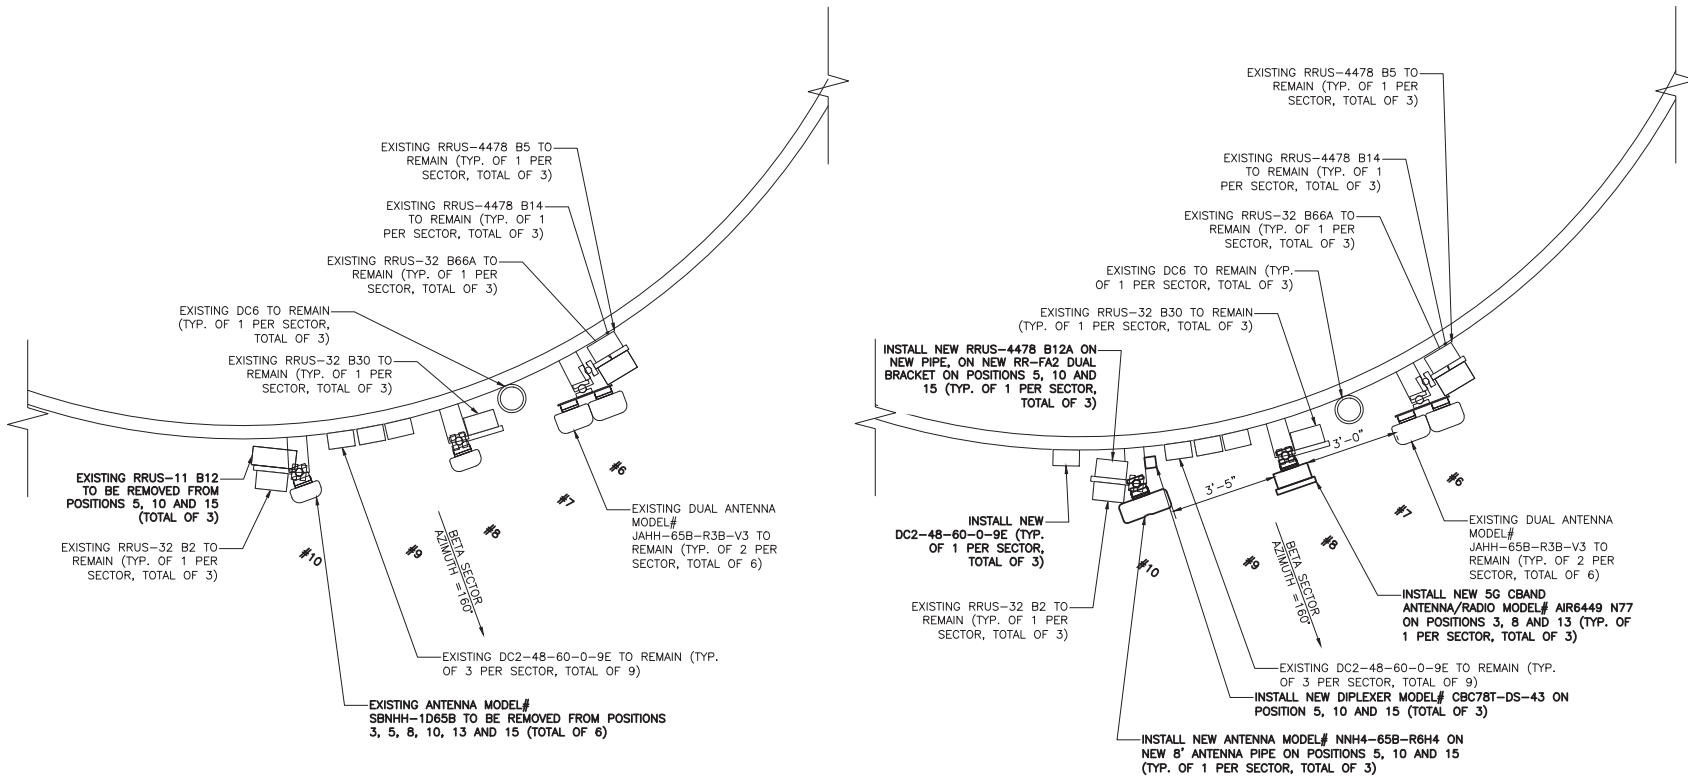 EXISTING RRUS-4478 B5 TO
REMAIN (TYP. OF 1 PER
SECTOR, TOTAL OF 3)
EXISTING RRUS-4478 B14
TO REMAIN (TYP. OF 1
PER SECTOR, TOTAL OF 3)
EXISTING RRUS-32 B66A TO
REMAIN (TYP. OF 1 PER
SECTOR, TOTAL OF 3)
EXISTING DC6 TO REMAIN
(TYP. OF 1 PER SECTOR,
TOTAL OF 3)
EXISTING RRUS-32 B30 TO
REMAIN (TYP. OF 1 PER
SECTOR, TOTAL OF 3)
EXISTING RRUS-11 B12
TO BE REMOVED FROM
POSITIONS 5, 10 AND 15
(TOTAL OF 3)
EXISTING RRUS-32 B2 TO
REMAIN (TYP. OF 1 PER
SECTOR, TOTAL OF 3)
#10
#9
#8
#7
#6
BETA SECTOR
AZIMUTH =160°
EXISTING DUAL ANTENNA
MODEL#
JAHH-65B-R3B-V3 TO
REMAIN (TYP. OF 2 PER
SECTOR, TOTAL OF 6)
EXISTING DC2-48-60-0-9E TO REMAIN (TYP.
OF 3 PER SECTOR, TOTAL OF 9)
EXISTING ANTENNA MODEL#
SBNHH-1D65B TO BE REMOVED FROM POSITIONS
3, 5, 8, 10, 13 AND 15 (TOTAL OF 6)
EXISTING RRUS-4478 B5 TO
REMAIN (TYP. OF 1 PER
SECTOR, TOTAL OF 3)
EXISTING RRUS-4478 B14
TO REMAIN (TYP. OF 1
PER SECTOR, TOTAL OF 3)
EXISTING RRUS-32 B66A TO
REMAIN (TYP. OF 1 PER
SECTOR, TOTAL OF 3)
EXISTING DC6 TO REMAIN (TYP.
OF 1 PER SECTOR, TOTAL OF 3)
EXISTING RRUS-32 B30 TO REMAIN
(TYP. OF 1 PER SECTOR, TOTAL OF 3)
INSTALL NEW RRUS-4478 B12A ON
NEW PIPE, ON NEW RR-FA2 DUAL
BRACKET ON POSITIONS 5, 10 AND
15 (TYP. OF 1 PER SECTOR,
TOTAL OF 3)
3'-0"
3'-5"
INSTALL NEW
DC2-48-60-0-9E (TYP.
OF 1 PER SECTOR,
TOTAL OF 3)
EXISTING RRUS-32 B2 TO
REMAIN (TYP. OF 1 PER
SECTOR, TOTAL OF 3)
#10
#9
#8
#7
#6
BETA SECTOR
AZIMUTH =160°
EXISTING DUAL ANTENNA
MODEL#
JAHH-65B-R3B-V3 TO
REMAIN (TYP. OF 2 PER
SECTOR, TOTAL OF 6)
INSTALL NEW 5G CBAND
ANTENNA/RADIO MODEL# AIR6449 N77
ON POSITIONS 3, 8 AND 13 (TYP. OF
1 PER SECTOR, TOTAL OF 3)
EXISTING DC2-48-60-0-9E TO REMAIN (TYP.
OF 3 PER SECTOR, TOTAL OF 9)
INSTALL NEW DIPLEXER MODEL# CBC78T-DS-43 ON
POSITION 5, 10 AND 15 (TOTAL OF 3)
INSTALL NEW ANTENNA MODEL# NNH4-65B-R6H4 ON
NEW 8' ANTENNA PIPE ON POSITIONS 5, 10 AND 15
(TYP. OF 1 PER SECTOR, TOTAL OF 3)